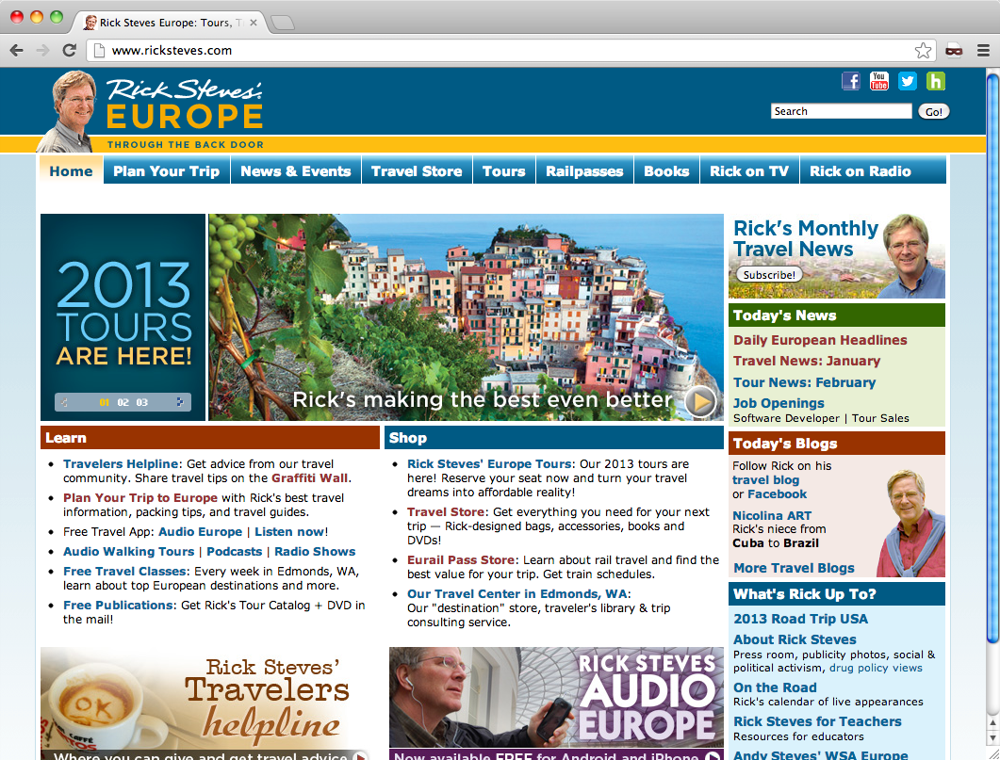 Rick Steves Europe: Tours, T
www.ricksteves.com
Rick Steves'
EUROPE
THROUGH THE BACK DOOR
f
You
Tube
h
Search
Go!
Home
Plan Your Trip
News & Events
Travel Store
Tours
Railpasses
Books
Rick on TV
Rick on Radio
2013
TOURS
ARE HERE!
01 02 03
Rick's making the best even better
Rick's Monthly
Travel News
Subscribe!
Today's News
Daily European Headlines
Travel News: January
Tour News: February
Job Openings
Software Developer | Tour Sales
Learn
Travelers Helpline: Get advice from our travel
community. Share travel tips on the Graffiti Wall.
Plan Your Trip to Europe with Rick's best travel
information, packing tips, and travel guides.
Free Travel App: Audio Europe | Listen now!
Audio Walking Tours | Podcasts | Radio Shows
Free Travel Classes: Every week in Edmonds, WA,
learn about top European destinations and more.
Free Publications: Get Rick's Tour Catalog + DVD in
the mail!
Shop
Rick Steves' Europe Tours: Our 2013 tours are
here! Reserve your seat now and turn your travel
dreams into affordable reality!
Travel Store: Get everything you need for your next
trip — Rick-designed bags, accessories, books and
DVDs!
Eurail Pass Store: Learn about rail travel and find the
best value for your trip. Get train schedules.
Our Travel Center in Edmonds, WA:
Our "destination" store, traveler's library & trip
consulting service.
Today's Blogs
Follow Rick on his
travel blog
or Facebook
Nicolina ART
Rick's niece from
Cuba to Brazil
More Travel Blogs
What's Rick Up To?
2013 Road Trip USA
About Rick Steves
Press room, publicity photos, social &
political activism, drug policy views
On the Road
Rick's calendar of live appearances
Rick Steves for Teachers
Resources for educators
Andy Steves' WSA Europe
OK
Rick Steves'
Travelers
helpline
Where you can give and get travel advice
RICK STEVES
AUDIO
EUROPE
Now available FREE for Android and iPhone